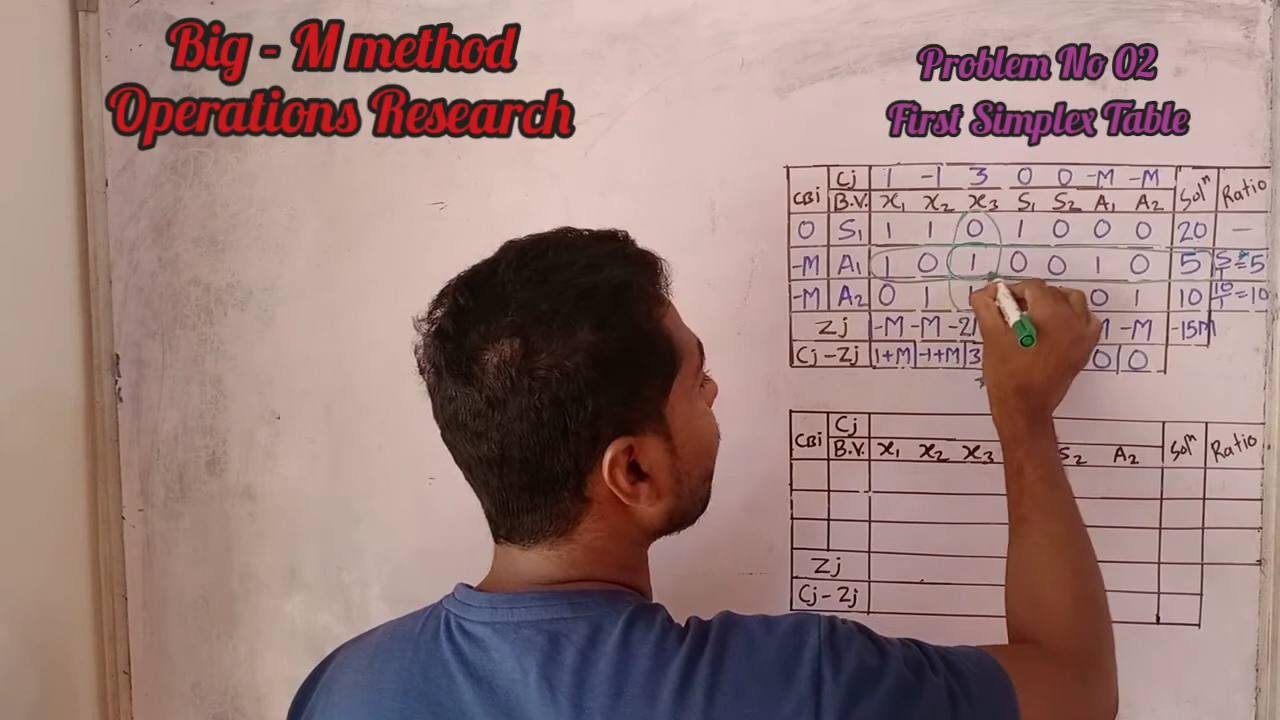 Big - M method
Operations Research
Problem No 02
First Simplex Table
CBi Cj 1 -1 3 0 0 -M -M Solⁿ Ratio
B.V. x₁ x₂ x₃ S₁ S₂ A₁ A₂
0 S₁ 1 1 0 1 0 0 0 20 —
-M A₁ 1 0 1 0 0 1 0 5 5/1=5
-M A₂ 0 1 1 0 1 10 10/1=10
Zj -M -M -M -15M
Cj-Zj 1+M -1+M 3 0 0
CBi Cj Solⁿ Ratio
B.V. x₁ x₂ x₃ S₂ A₂
Zj
Cj-Zj